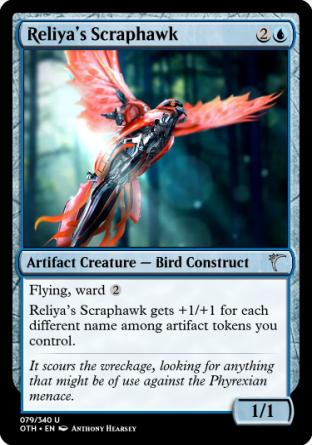 Reliya's Scraphawk 2
Artifact Creature — Bird Construct
Flying, ward 2
Reliya's Scraphawk gets +1/+1 for each
different name among artifact tokens you
control.
It scours the wreckage, looking for anything
that might be of use against the Phyrexian
menace.
1/1
079/340 U
OTH • EN Anthony Hearsey